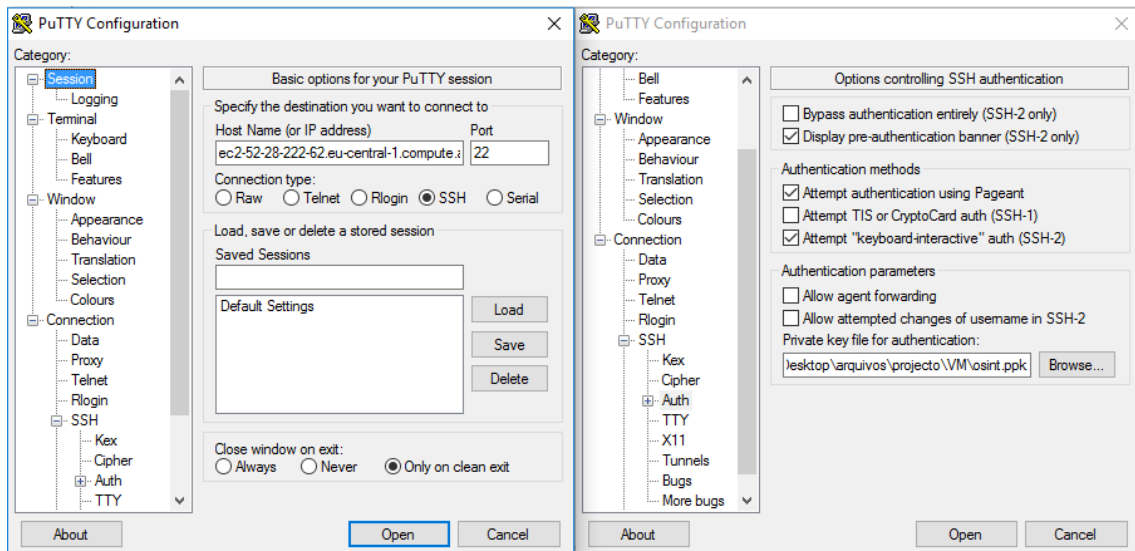 PuTTY Configuration
Category:
Session
Logging
Terminal
Keyboard
Bell
Features
Window
Appearance
Behaviour
Translation
Selection
Colours
Connection
Data
Proxy
Telnet
Rlogin
SSH
Kex
Cipher
Auth
TTY
Basic options for your PuTTY session
Specify the destination you want to connect to
Host Name (or IP address) Port
ec2-52-28-222-62.eu-central-1.compute. 22
Connection type:
Raw Telnet Rlogin SSH Serial
Load, save or delete a stored session
Saved Sessions
Default Settings
Load
Save
Delete
Close window on exit:
Always Never Only on clean exit
About Open Cancel
PuTTY Configuration
Category:
Bell
Features
Window
Appearance
Behaviour
Translation
Selection
Colours
Connection
Data
Proxy
Telnet
Rlogin
SSH
Kex
Cipher
Auth
TTY
X11
Tunnels
Bugs
More bugs
Options controlling SSH authentication
Bypass authentication entirely (SSH-2 only)
Display pre-authentication banner (SSH-2 only)
Authentication methods
Attempt authentication using Pageant
Attempt TIS or CryptoCard auth (SSH-1)
Attempt "keyboard-interactive" auth (SSH-2)
Authentication parameters
Allow agent forwarding
Allow attempted changes of username in SSH-2
Private key file for authentication:
esktop\arquivos\projecto\VM\osint.ppk Browse...
About Open Cancel